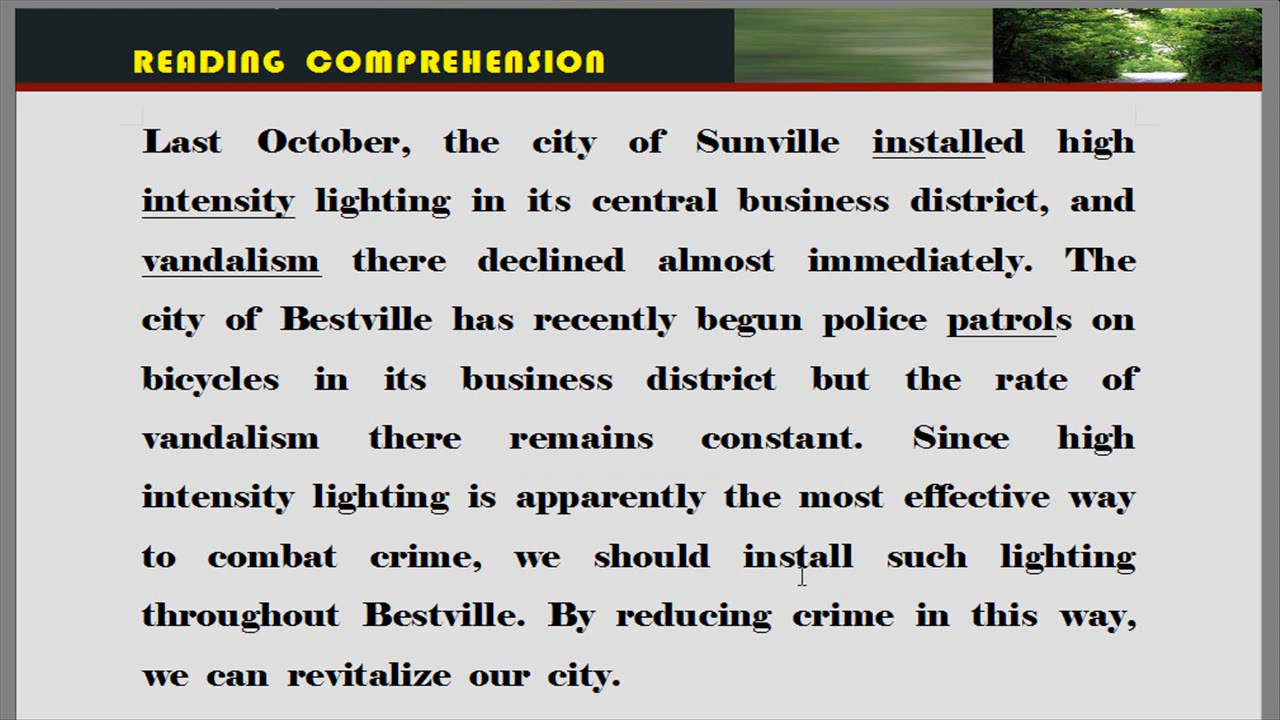 READING COMPREHENSION
Last October, the city of Sunville installed high
intensity lighting in its central business district, and
vandalism there declined almost immediately. The
city of Bestville has recently begun police patrols on
bicycles in its business district but the rate of
vandalism there remains constant. Since high
intensity lighting is apparently the most effective way
to combat crime, we should install such lighting
throughout Bestville. By reducing crime in this way,
we can revitalize our city.